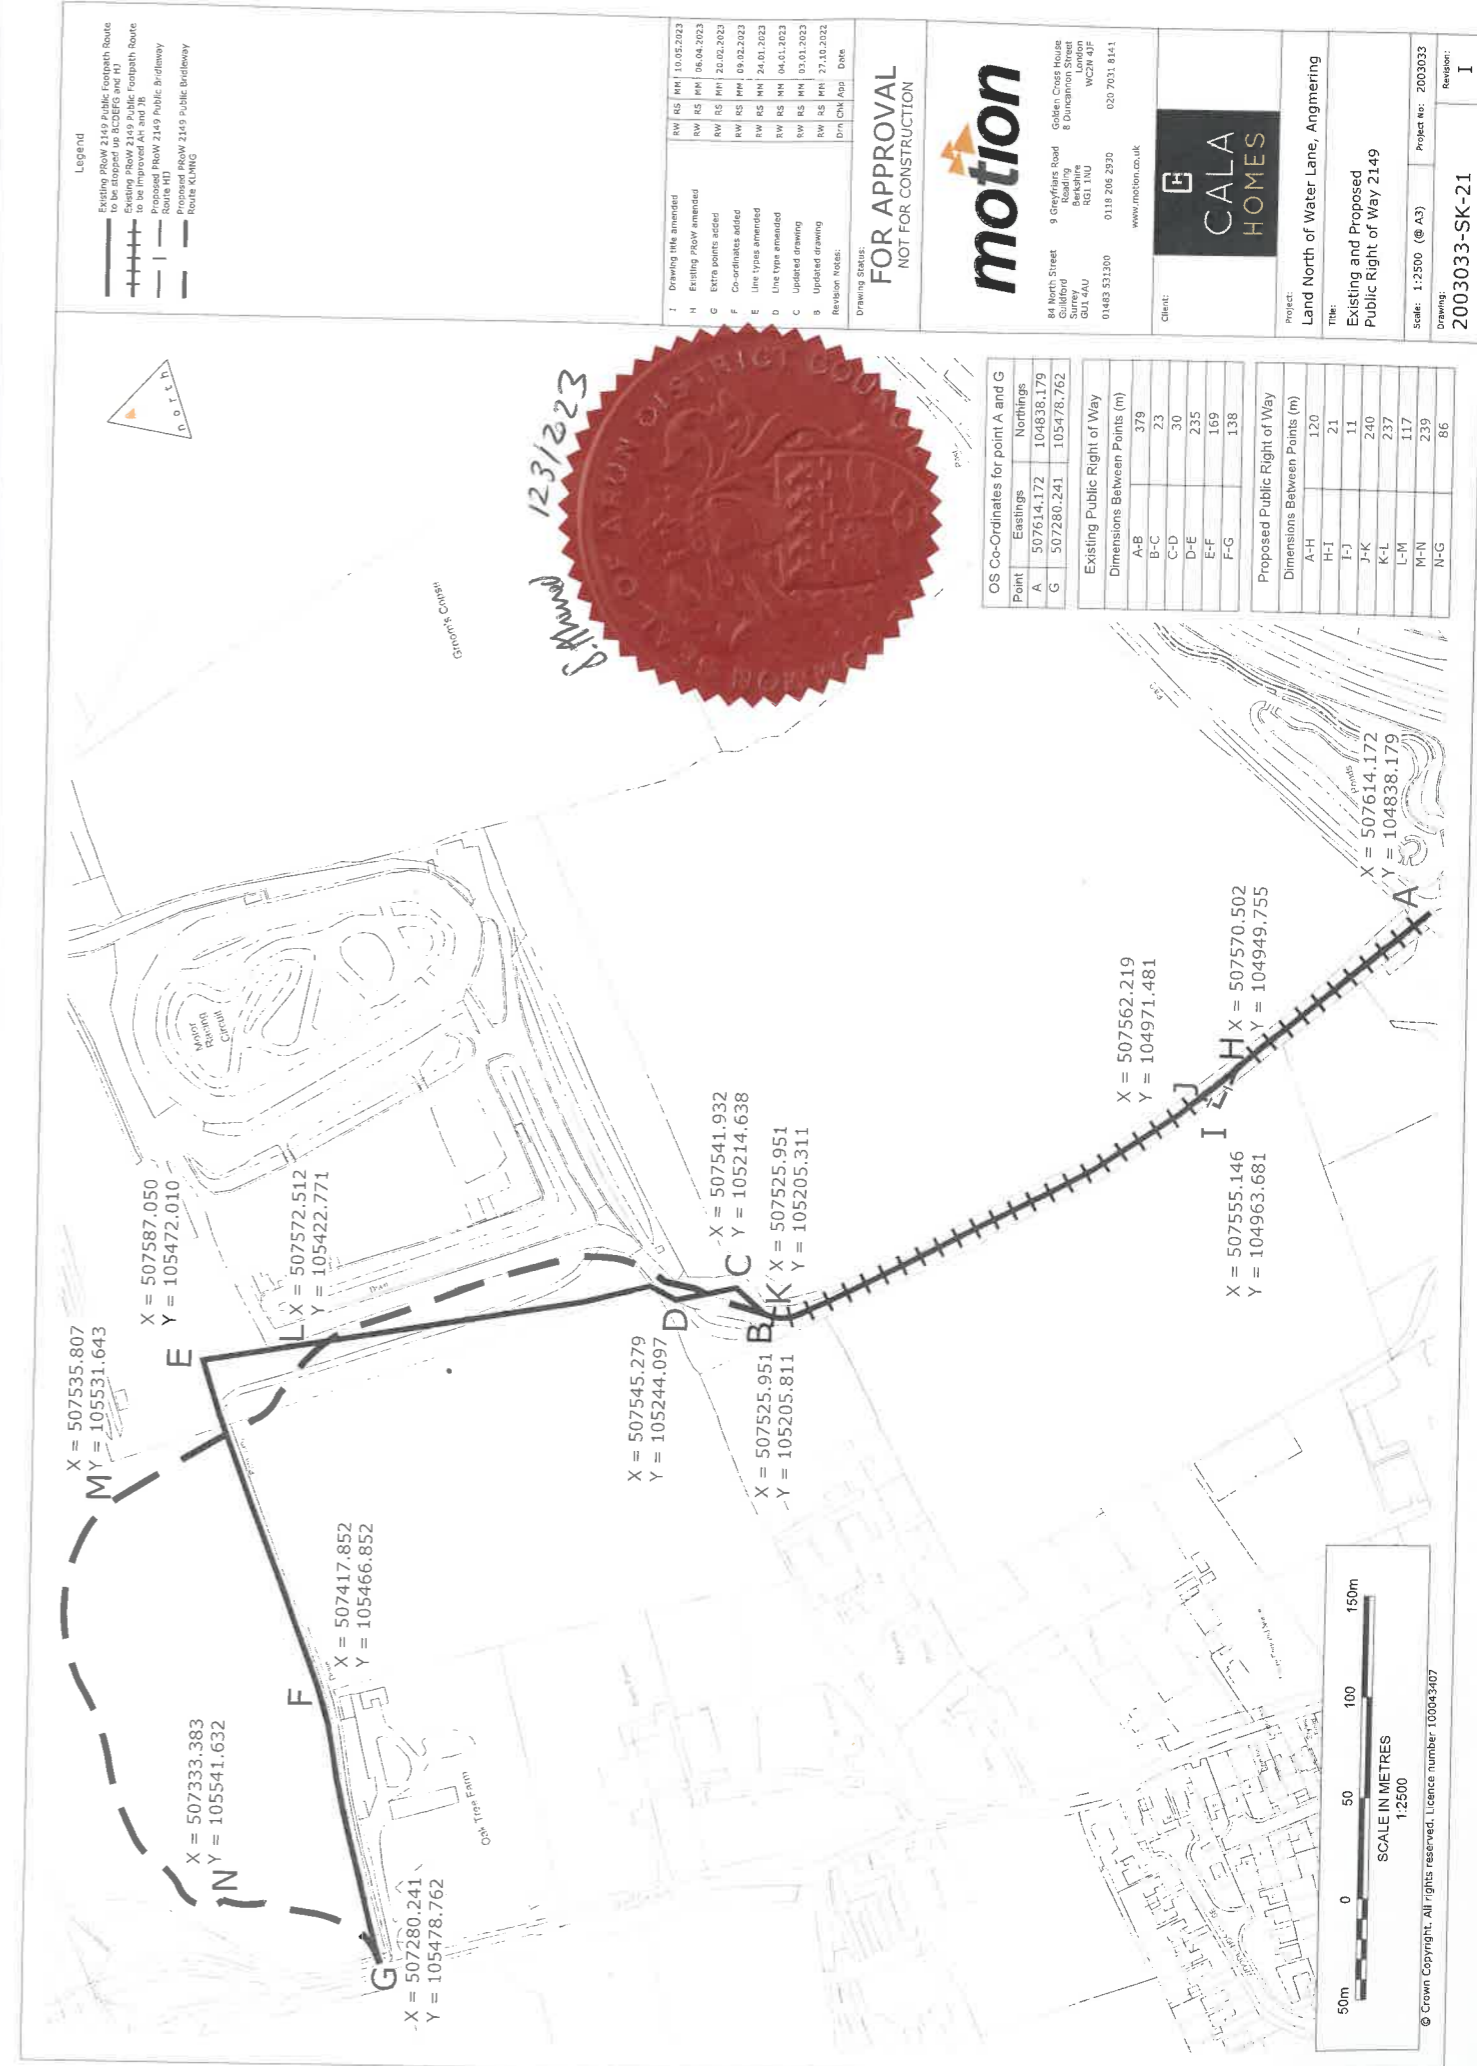 Legend
Existing PRoW 2149 Public Footpath Route
to be stopped up BCDEFG and HJ
Existing PRoW 2149 Public Footpath Route
to be improved AH and JB
Proposed PRoW 2149 Public Bridleway
Route HIJ
Proposed PRoW 2149 Public Bridleway
Route KLMNG
north
I Drawing title amended RW RS MM 10.05.2023
H Existing PRoW amended RW RS MM 06.04.2023
G Extra points added RW RS MM 20.02.2023
F Co-ordinates added RW RS MM 09.02.2023
E Line types amended RW RS MM 24.01.2023
D Line type amended RW RS MM 04.01.2023
C Updated drawing RW RS MM 03.01.2023
B Updated drawing RW RS MM 27.10.2022
Revision Notes: Drn Chk App Date
Drawing Status:
FOR APPROVAL
NOT FOR CONSTRUCTION
motion
84 North Street
Guildford
Surrey
GU1 4AU
01483 531300
9 Greyfriars Road
Reading
Berkshire
RG1 1NU
0118 206 2930
Golden Cross House
8 Duncannon Street
London
WC2N 4JF
020 7031 8141
www.motion.co.uk
Client:
H
CALA
HOMES
Project:
Land North of Water Lane, Angmering
Title:
Existing and Proposed
Public Right of Way 2149
Scale: 1:2500 (@ A3)
Project No: 2003033
Drawing:
2003033-SK-21
Revision:
I
123/2023
ARUN DISTRICT COUN
OS Co-Ordinates for point A and G
Point Eastings Northings
A 507614.172 104838.179
G 507280.241 105478.762
Existing Public Right of Way
Dimensions Between Points (m)
A-B 379
B-C 23
C-D 30
D-E 235
E-F 169
F-G 138
Proposed Public Right of Way
Dimensions Between Points (m)
A-H 120
H-I 21
I-J 11
J-K 240
K-L 237
L-M 117
M-N 239
N-G 86
Groom's Copse
Motor
Racing
Circuit
Drain
Ponds
Oak Tree Farm
M
X = 507535.807
Y = 105531.643
E
X = 507587.050
Y = 105472.010
L
X = 507572.512
Y = 105422.771
N
X = 507333.383
Y = 105541.632
F
X = 507417.852
Y = 105466.852
G
X = 507280.241
Y = 105478.762
D
X = 507545.279
Y = 105244.097
C
X = 507541.932
Y = 105214.638
K
X = 507525.951
Y = 105205.311
B
X = 507525.951
Y = 105205.811
J
X = 507562.219
Y = 104971.481
I
X = 507555.146
Y = 104963.681
H
X = 507570.502
Y = 104949.755
A
X = 507614.172
Y = 104838.179
50m 0 50 100 150m
SCALE IN METRES
1:2500
© Crown Copyright. All rights reserved. Licence number 100043407